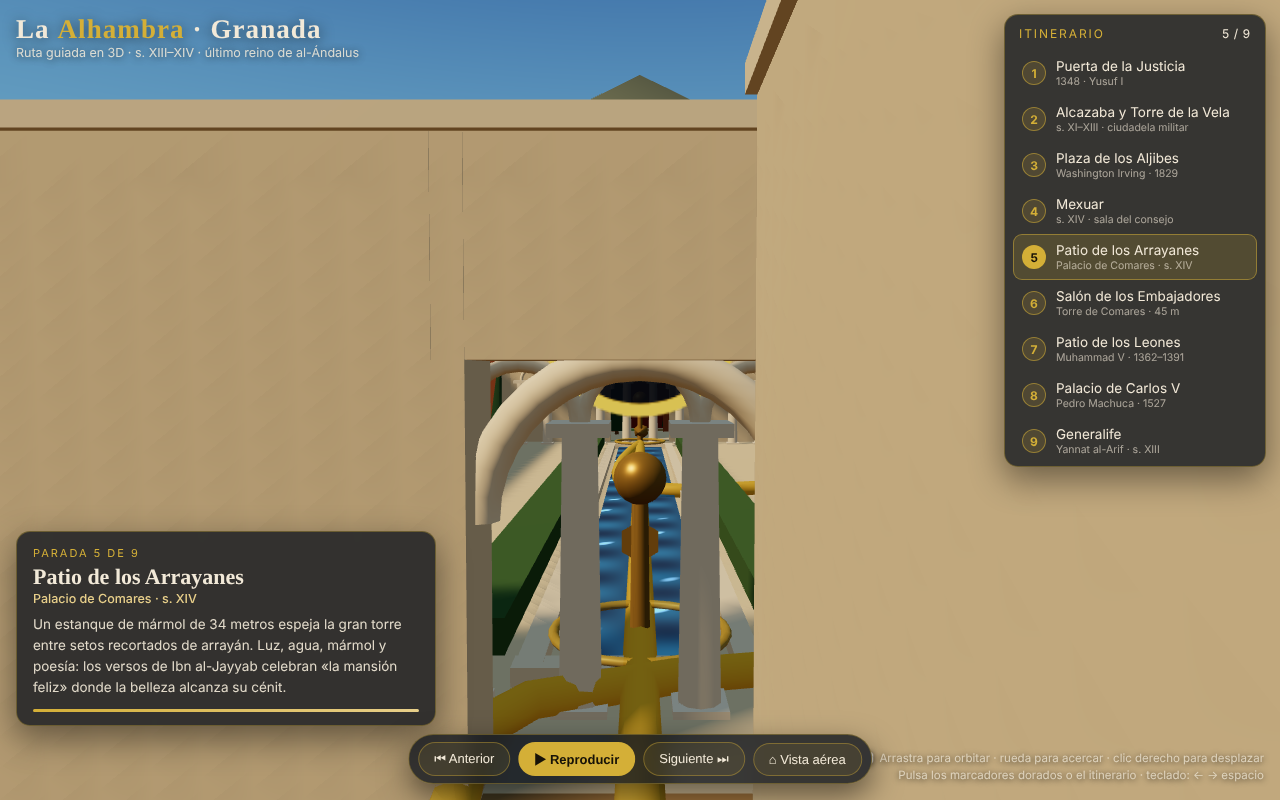 La Alhambra · Granada
Ruta guiada en 3D · s. XIII–XIV · último reino de al-Ándalus
ITINERARIO 5 / 9
1 Puerta de la Justicia
1348 · Yusuf I
2 Alcazaba y Torre de la Vela
s. XI–XIII · ciudadela militar
3 Plaza de los Aljibes
Washington Irving · 1829
4 Mexuar
s. XIV · sala del consejo
5 Patio de los Arrayanes
Palacio de Comares · s. XIV
6 Salón de los Embajadores
Torre de Comares · 45 m
7 Patio de los Leones
Muhammad V · 1362–1391
8 Palacio de Carlos V
Pedro Machuca · 1527
9 Generalife
Yannat al-Arif · s. XIII
PARADA 5 DE 9
Patio de los Arrayanes
Palacio de Comares · s. XIV
Un estanque de mármol de 34 metros espeja la gran torre
entre setos recortados de arrayán. Luz, agua, mármol y
poesía: los versos de Ibn al-Jayyab celebran «la mansión
feliz» donde la belleza alcanza su cénit.
⏮ Anterior ▶ Reproducir Siguiente ⏭ ⌂ Vista aérea
Arrastra para orbitar · rueda para acercar · clic derecho para desplazar
Pulsa los marcadores dorados o el itinerario · teclado: ← → espacio